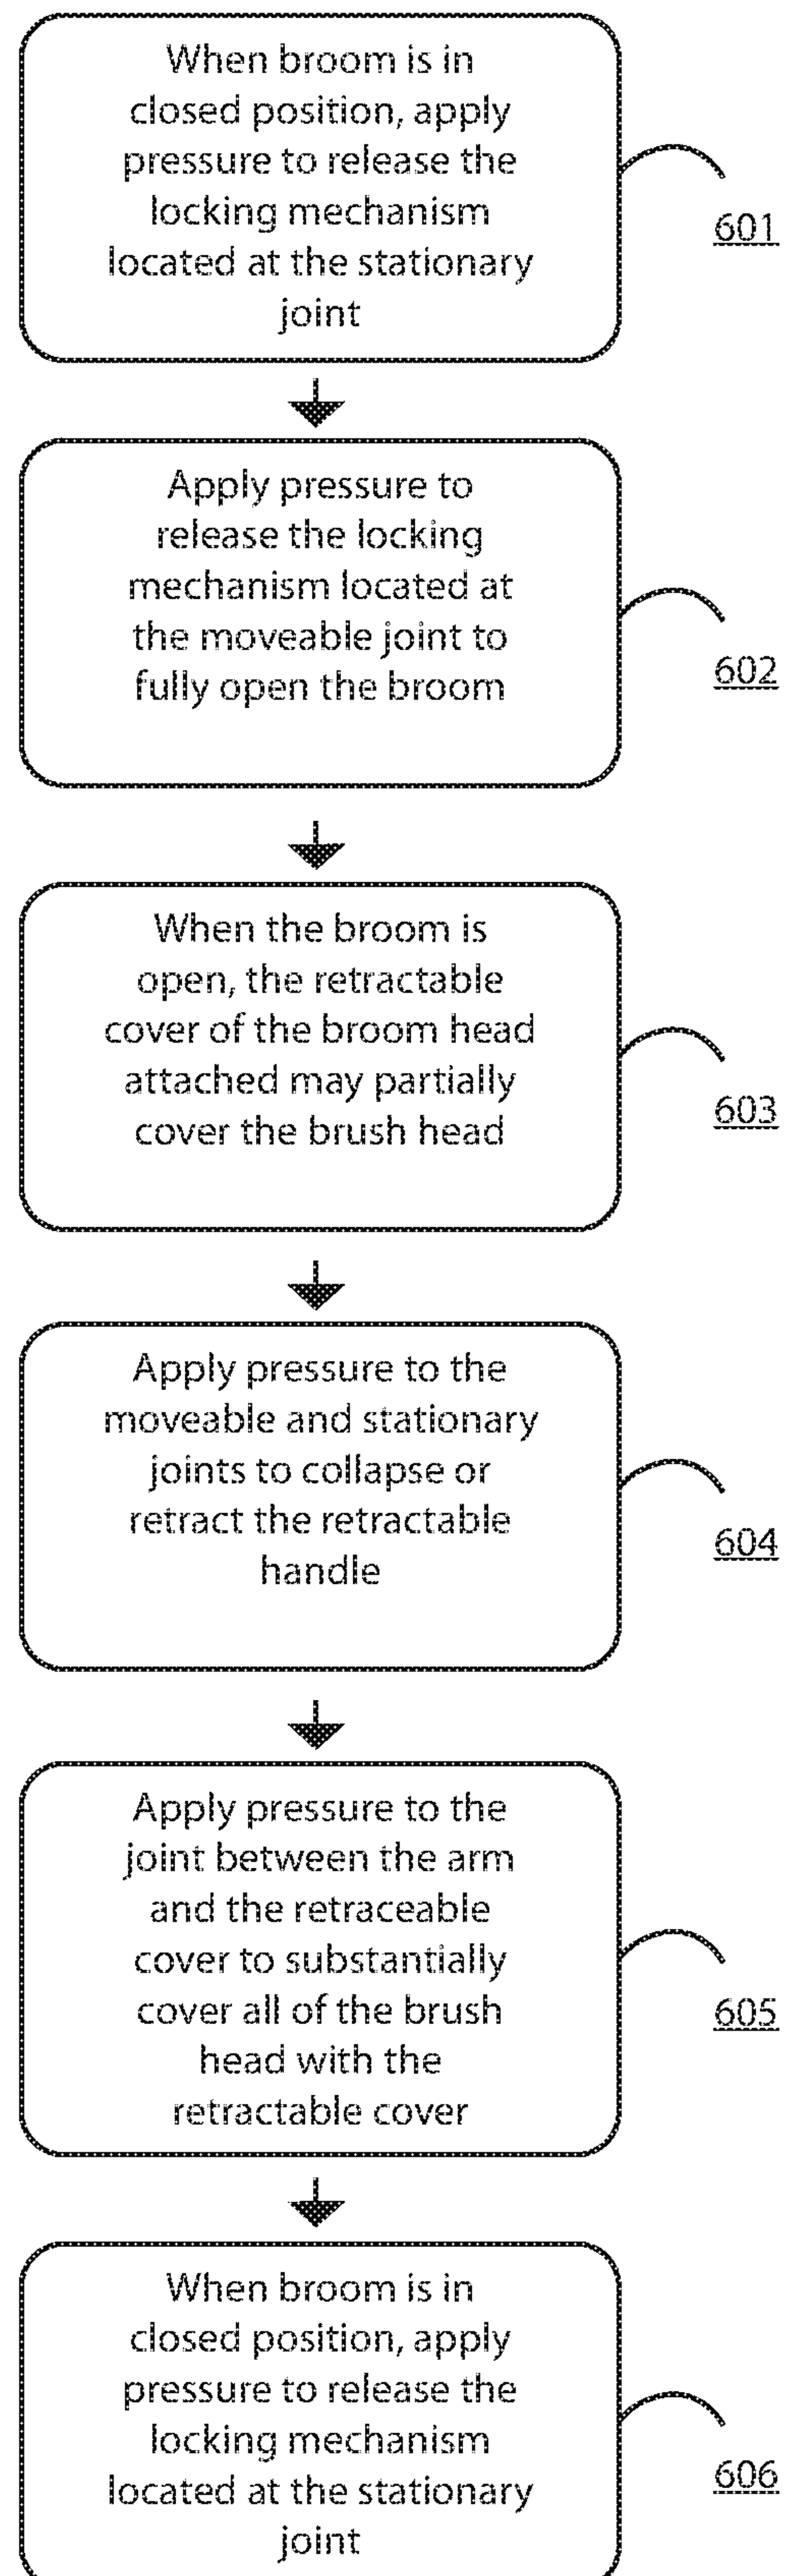 When broom is in
closed position, apply
pressure to release the
locking mechanism
located at the stationary
joint
601
Apply pressure to
release the locking
mechanism located at
the moveable joint to
fully open the broom
602
When the broom is
open, the retractable
cover of the broom head
attached may partially
cover the brush head
603
Apply pressure to the
moveable and stationary
joints to collapse or
retract the retractable
handle
604
Apply pressure to the
joint between the arm
and the retraceable
cover to substantially
cover all of the brush
head with the
retractable cover
605
When broom is in
closed position, apply
pressure to release the
locking mechanism
located at the stationary
joint
606